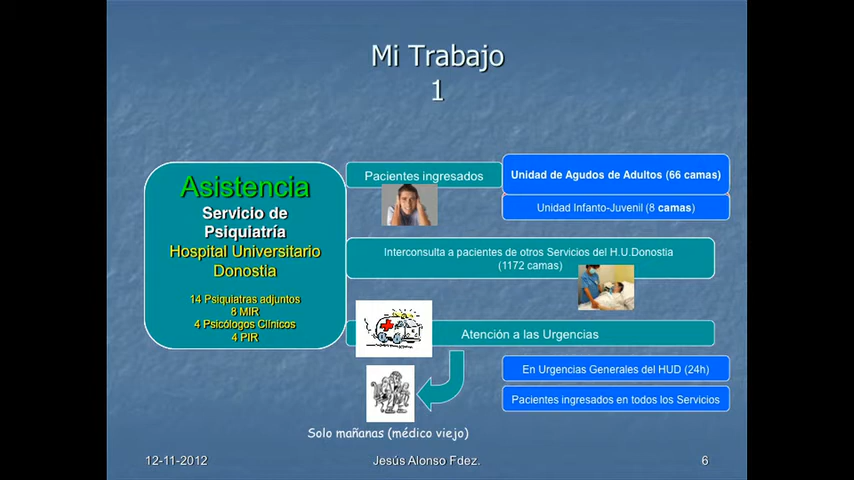 Mi Trabajo
1
Asistencia
Servicio de
Psiquiatría
Hospital Universitario
Donostia
14 Psiquiatras adjuntos
8 MIR
4 Psicólogos Clínicos
4 PIR
Pacientes ingresados
Unidad de Agudos de Adultos (66 camas)
Unidad Infanto-Juvenil (8 camas)
Interconsulta a pacientes de otros Servicios del H.U.Donostia
(1172 camas)
Atención a las Urgencias
En Urgencias Generales del HUD (24h)
Pacientes ingresados en todos los Servicios
Solo mañanas (médico viejo)
12-11-2012
Jesús Alonso Fdez.
6